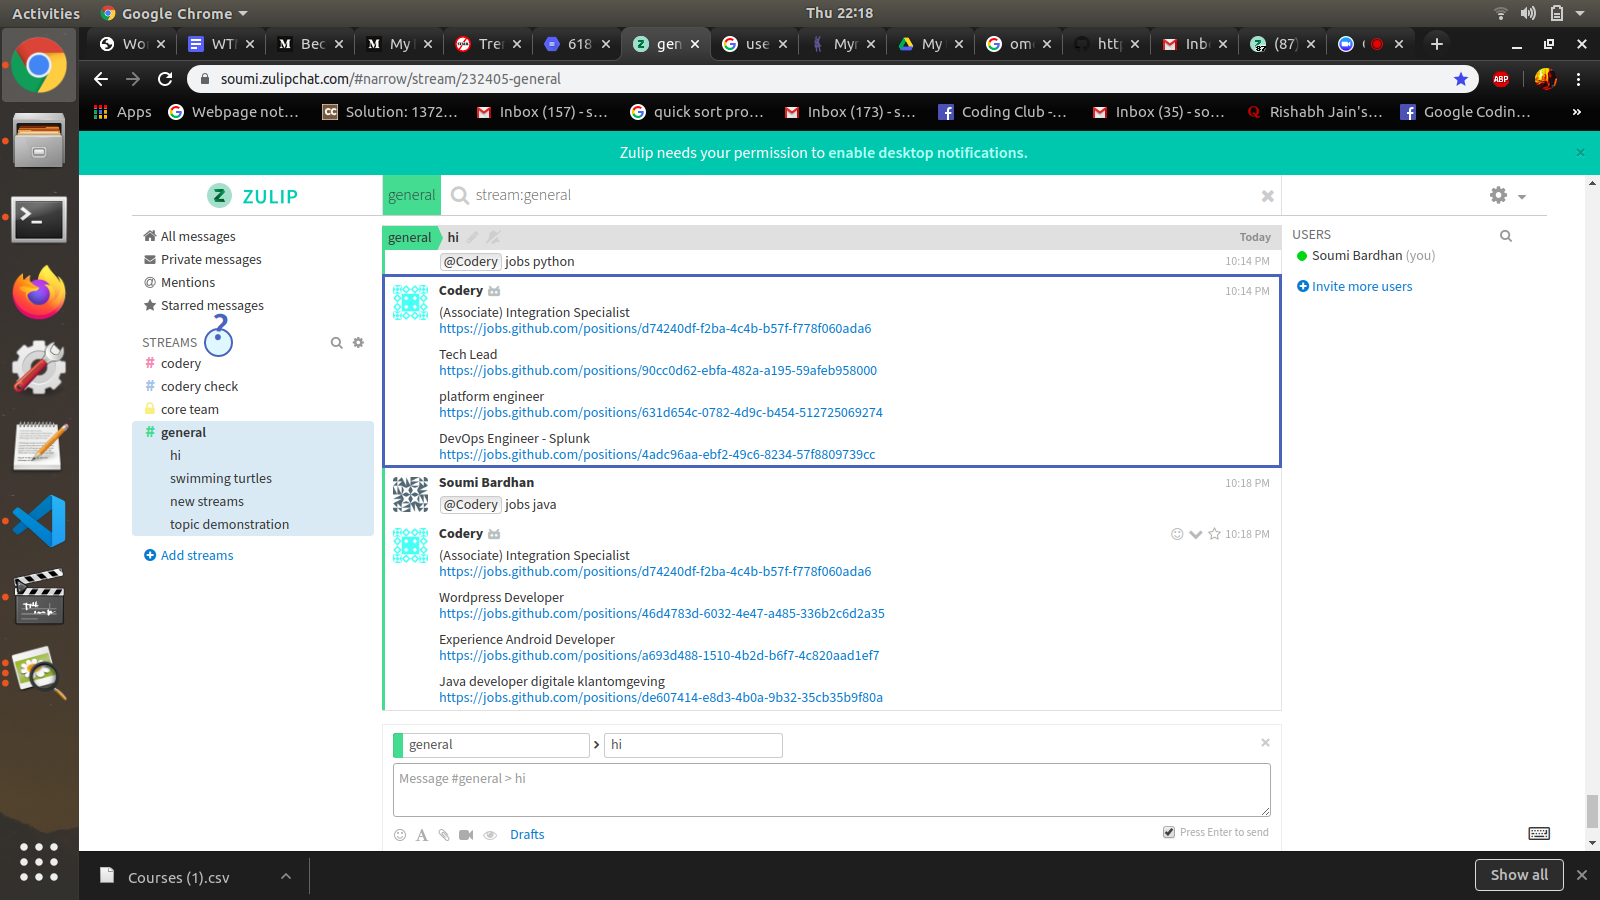 Activities Google Chrome Thu 22:18
Wo WTM Bec My Tre 618 gen use Myr My om htt Inb (87)
soumi.zulipchat.com/#narrow/stream/232405-general ABP
Apps Webpage not... Solution: 1372... Inbox (157) - s... quick sort pro... Inbox (173) - s... Coding Club -... Inbox (35) - so... Rishabh Jain's... Google Codin... »
Zulip needs your permission to enable desktop notifications.
ZULIP
general stream:general
All messages
Private messages
Mentions
Starred messages
STREAMS
# codery
# codery check
core team
# general
hi
swimming turtles
new streams
topic demonstration
Add streams
general hi Today
@Codery jobs python 10:14 PM
Codery 10:14 PM
(Associate) Integration Specialist
https://jobs.github.com/positions/d74240df-f2ba-4c4b-b57f-f778f060ada6
Tech Lead
https://jobs.github.com/positions/90cc0d62-ebfa-482a-a195-59afeb958000
platform engineer
https://jobs.github.com/positions/631d654c-0782-4d9c-b454-512725069274
DevOps Engineer - Splunk
https://jobs.github.com/positions/4adc96aa-ebf2-49c6-8234-57f8809739cc
Soumi Bardhan 10:18 PM
@Codery jobs java
Codery 10:18 PM
(Associate) Integration Specialist
https://jobs.github.com/positions/d74240df-f2ba-4c4b-b57f-f778f060ada6
Wordpress Developer
https://jobs.github.com/positions/46d4783d-6032-4e47-a485-336b2c6d2a35
Experience Android Developer
https://jobs.github.com/positions/a693d488-1510-4b2d-b6f7-4c820aad1ef7
Java developer digitale klantomgeving
https://jobs.github.com/positions/de607414-e8d3-4b0a-9b32-35cb35b9f80a
general > hi
Message #general > hi
Drafts Press Enter to send
USERS
Soumi Bardhan (you)
Invite more users
Courses (1).csv Show all